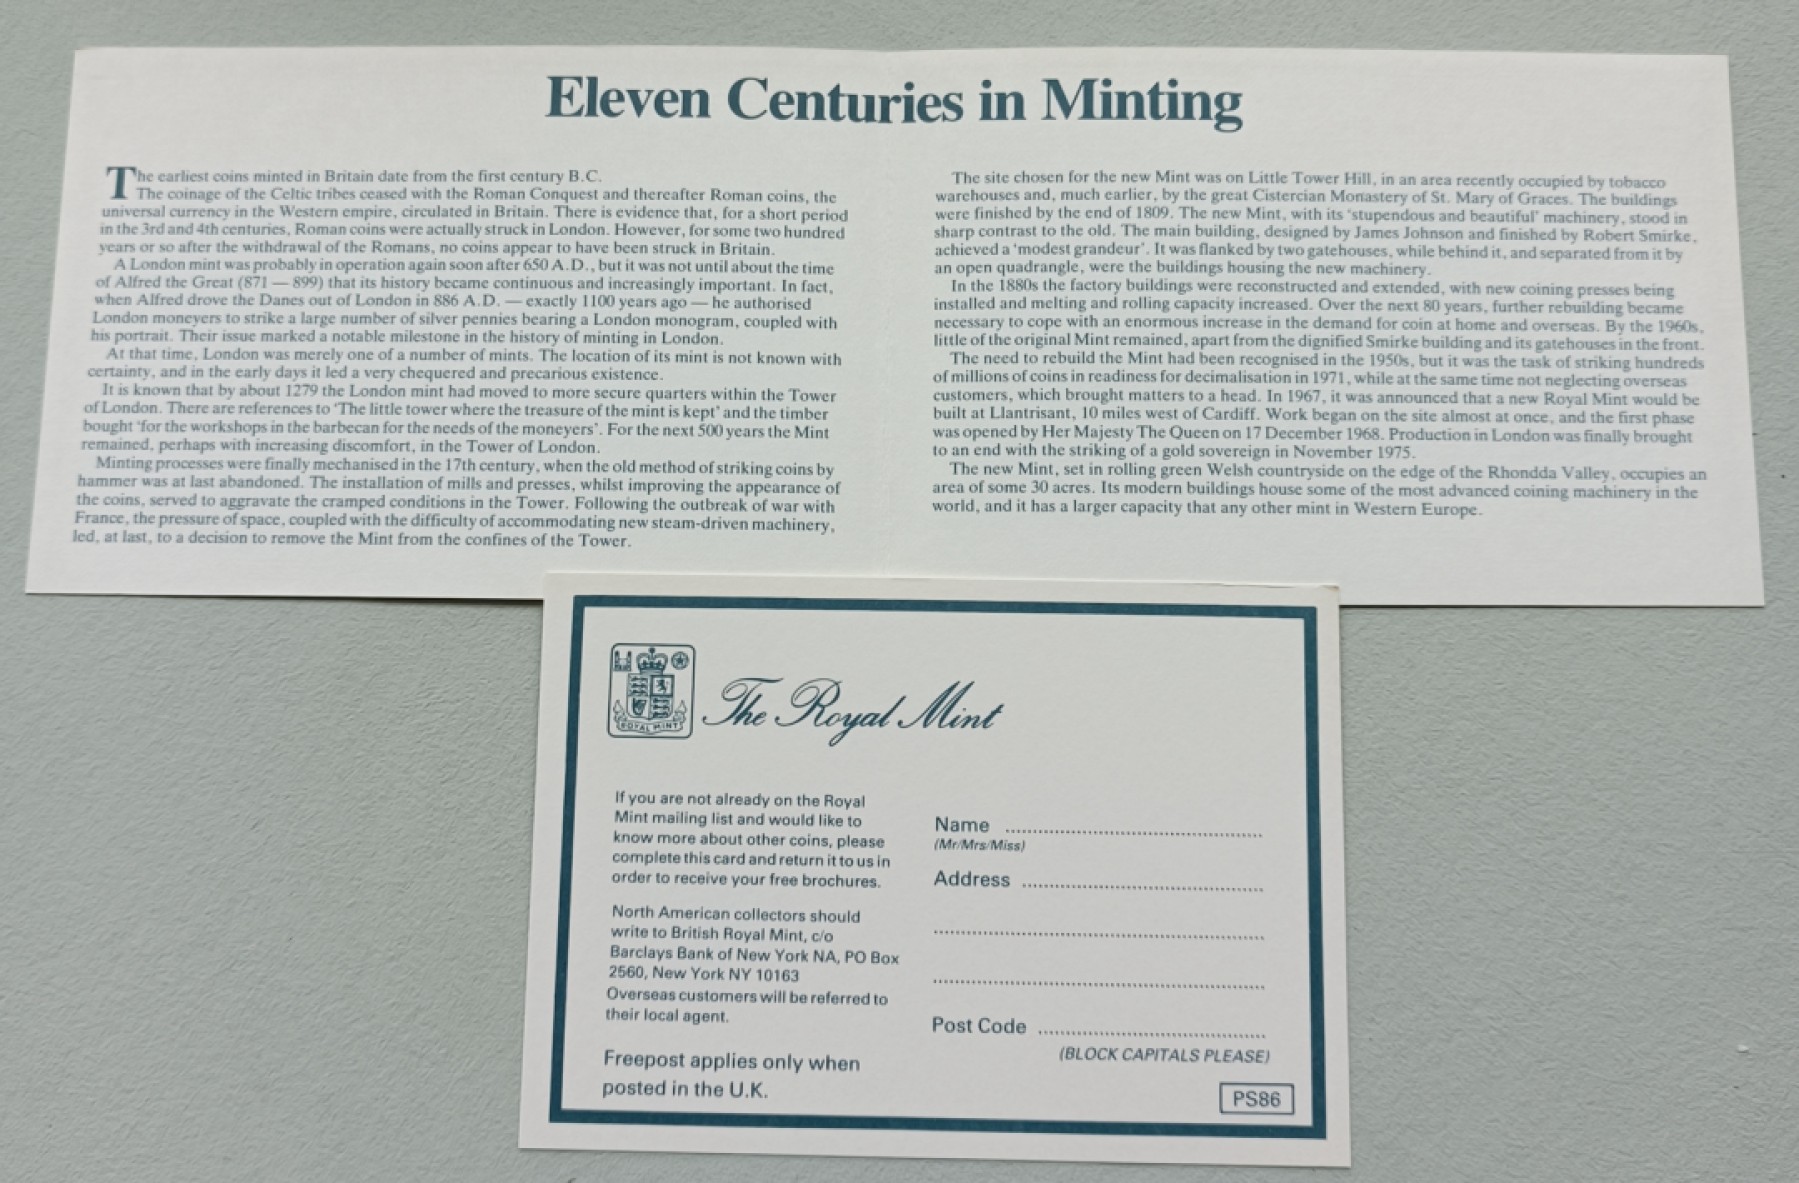 Eleven Centuries in Minting
The earliest coins minted in Britain date from the first century B.C.
The coinage of the Celtic tribes ceased with the Roman Conquest and thereafter Roman coins, the
universal currency in the Western empire, circulated in Britain. There is evidence that, for a short period
in the 3rd and 4th centuries, Roman coins were actually struck in London. However, for some two hundred
years or so after the withdrawal of the Romans, no coins appear to have been struck in Britain.
A London mint was probably in operation again soon after 650 A.D., but it was not until about the time
of Alfred the Great (871 — 899) that its history became continuous and increasingly important. In fact,
when Alfred drove the Danes out of London in 886 A.D. — exactly 1100 years ago — he authorised
London moneyers to strike a large number of silver pennies bearing a London monogram, coupled with
his portrait. Their issue marked a notable milestone in the history of minting in London.
At that time, London was merely one of a number of mints. The location of its mint is not known with
certainty, and in the early days it led a very chequered and precarious existence.
It is known that by about 1279 the London mint had moved to more secure quarters within the Tower
of London. There are references to 'The little tower where the treasure of the mint is kept' and the timber
bought 'for the workshops in the barbecan for the needs of the moneyers'. For the next 500 years the Mint
remained, perhaps with increasing discomfort, in the Tower of London.
Minting processes were finally mechanised in the 17th century, when the old method of striking coins by
hammer was at last abandoned. The installation of mills and presses, whilst improving the appearance of
the coins, served to aggravate the cramped conditions in the Tower. Following the outbreak of war with
France, the pressure of space, coupled with the difficulty of accommodating new steam-driven machinery,
led, at last, to a decision to remove the Mint from the confines of the Tower.
The site chosen for the new Mint was on Little Tower Hill, in an area recently occupied by tobacco
warehouses and, much earlier, by the great Cistercian Monastery of St. Mary of Graces. The buildings
were finished by the end of 1809. The new Mint, with its 'stupendous and beautiful' machinery, stood in
sharp contrast to the old. The main building, designed by James Johnson and finished by Robert Smirke,
achieved a 'modest grandeur'. It was flanked by two gatehouses, while behind it, and separated from it by
an open quadrangle, were the buildings housing the new machinery.
In the 1880s the factory buildings were reconstructed and extended, with new coining presses being
installed and melting and rolling capacity increased. Over the next 80 years, further rebuilding became
necessary to cope with an enormous increase in the demand for coin at home and overseas. By the 1960s,
little of the original Mint remained, apart from the dignified Smirke building and its gatehouses in the front.
The need to rebuild the Mint had been recognised in the 1950s, but it was the task of striking hundreds
of millions of coins in readiness for decimalisation in 1971, while at the same time not neglecting overseas
customers, which brought matters to a head. In 1967, it was announced that a new Royal Mint would be
built at Llantrisant, 10 miles west of Cardiff. Work began on the site almost at once, and the first phase
was opened by Her Majesty The Queen on 17 December 1968. Production in London was finally brought
to an end with the striking of a gold sovereign in November 1975.
The new Mint, set in rolling green Welsh countryside on the edge of the Rhondda Valley, occupies an
area of some 30 acres. Its modern buildings house some of the most advanced coining machinery in the
world, and it has a larger capacity that any other mint in Western Europe.
ROYAL MINT
The Royal Mint
If you are not already on the Royal
Mint mailing list and would like to
know more about other coins, please
complete this card and return it to us in
order to receive your free brochures.
North American collectors should
write to British Royal Mint, c/o
Barclays Bank of New York NA, PO Box
2560, New York NY 10163
Overseas customers will be referred to
their local agent.
Freepost applies only when
posted in the U.K.
Name
(Mr/Mrs/Miss)
Address
Post Code
(BLOCK CAPITALS PLEASE)
PS86